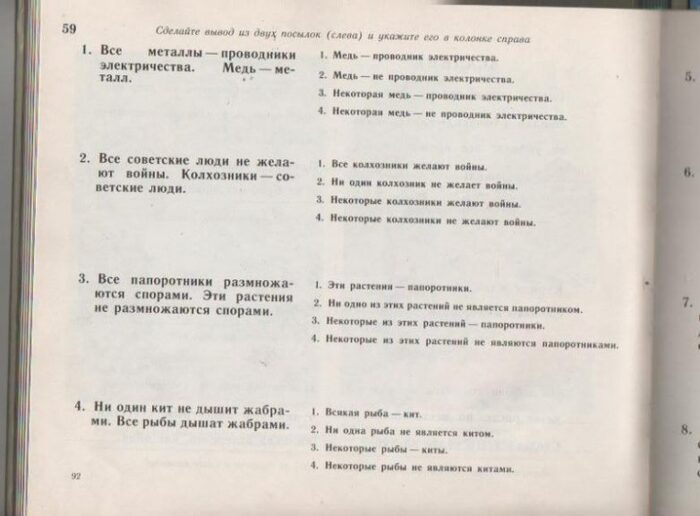 59
Сделайте вывод из двух посылок (слева) и укажите его в колонке справа
1. Все металлы — проводники
электричества. Медь — ме-
талл.
1. Медь — проводник электричества.
2. Медь — не проводник электричества.
3. Некоторая медь — проводник электричества.
4. Некоторая медь — не проводник электричества.
2. Все советские люди не жела-
ют войны. Колхозники — со-
ветские люди.
1. Все колхозники желают войны.
2. Ни один колхозник не желает войны.
3. Некоторые колхозники желают войны.
4. Некоторые колхозники не желают войны.
3. Все папоротники размножа-
ются спорами. Эти растения
не размножаются спорами.
1. Эти растения — папоротники.
2. Ни одно из этих растений не является папоротником.
3. Некоторые из этих растений — папоротники.
4. Некоторые из этих растений не являются папоротниками.
4. Ни один кит не дышит жабра-
ми. Все рыбы дышат жабрами.
1. Всякая рыба — кит.
2. Ни одна рыба не является китом.
3. Некоторые рыбы — киты.
4. Некоторые рыбы не являются китами.
92
5.
6.
7.
8.